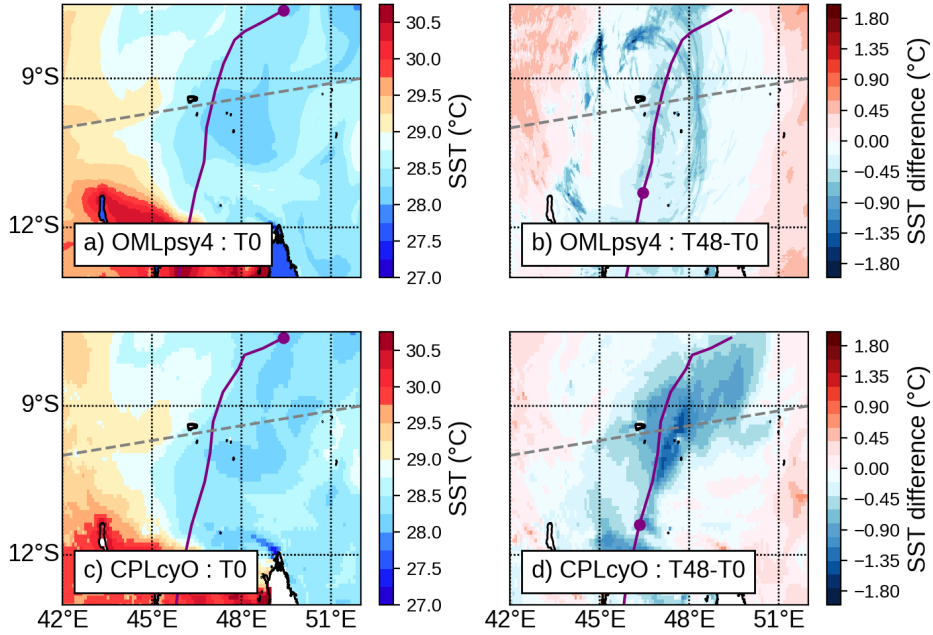 9°S
12°S
a) OMLpsy4 : T0
30.5
30.0
29.5
29.0
28.5
28.0
27.5
27.0
SST (°C)
b) OMLpsy4 : T48-T0
1.80
1.35
0.90
0.45
0.00
−0.45
−0.90
−1.35
−1.80
SST difference (°C)
9°S
12°S
c) CPLcyO : T0
42°E
45°E
48°E
51°E
30.5
30.0
29.5
29.0
28.5
28.0
27.5
27.0
SST (°C)
d) CPLcyO : T48-T0
42°E
45°E
48°E
51°E
1.80
1.35
0.90
0.45
0.00
−0.45
−0.90
−1.35
−1.80
SST difference (°C)